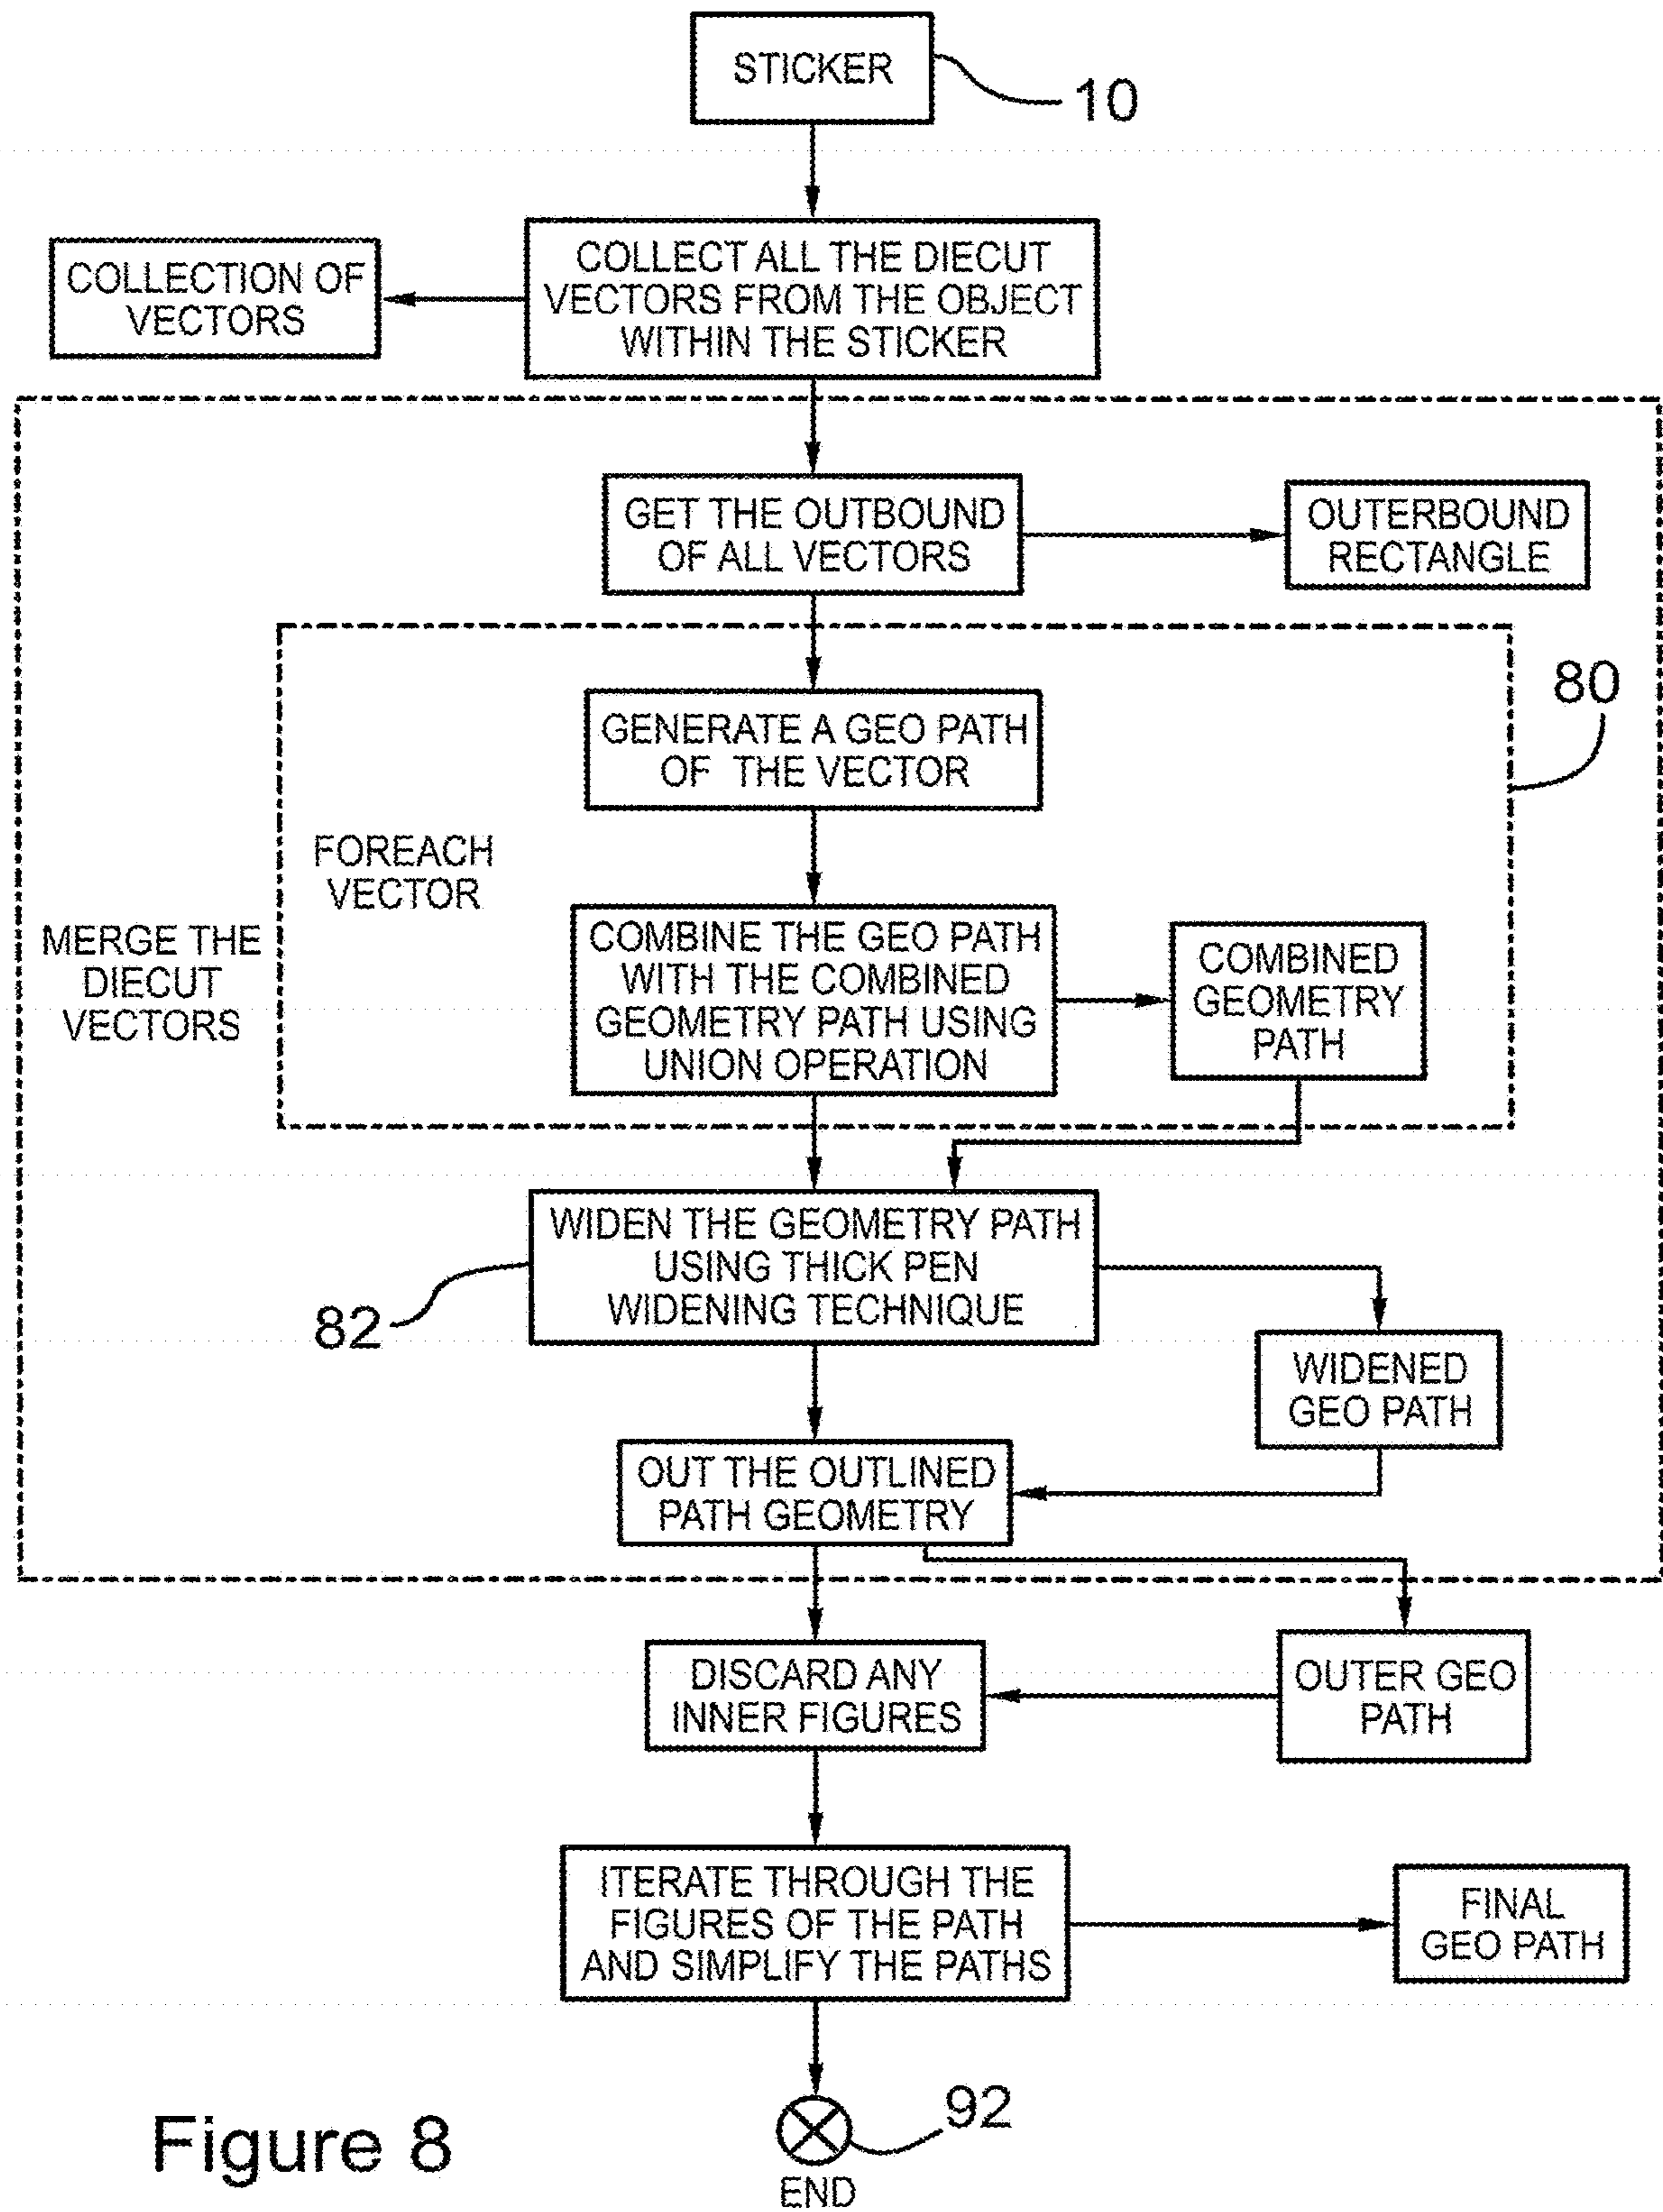 STICKER
10
COLLECT ALL THE DIECUT
VECTORS FROM THE OBJECT
WITHIN THE STICKER
COLLECTION OF
VECTORS
GET THE OUTBOUND
OF ALL VECTORS
OUTERBOUND
RECTANGLE
80
GENERATE A GEO PATH
OF THE VECTOR
FOREACH
VECTOR
MERGE THE
DIECUT
VECTORS
COMBINE THE GEO PATH
WITH THE COMBINED
GEOMETRY PATH USING
UNION OPERATION
COMBINED
GEOMETRY
PATH
WIDEN THE GEOMETRY PATH
USING THICK PEN
WIDENING TECHNIQUE
82
WIDENED
GEO PATH
OUT THE OUTLINED
PATH GEOMETRY
DISCARD ANY
INNER FIGURES
OUTER GEO
PATH
ITERATE THROUGH THE
FIGURES OF THE PATH
AND SIMPLIFY THE PATHS
FINAL
GEO PATH
92
END
Figure 8